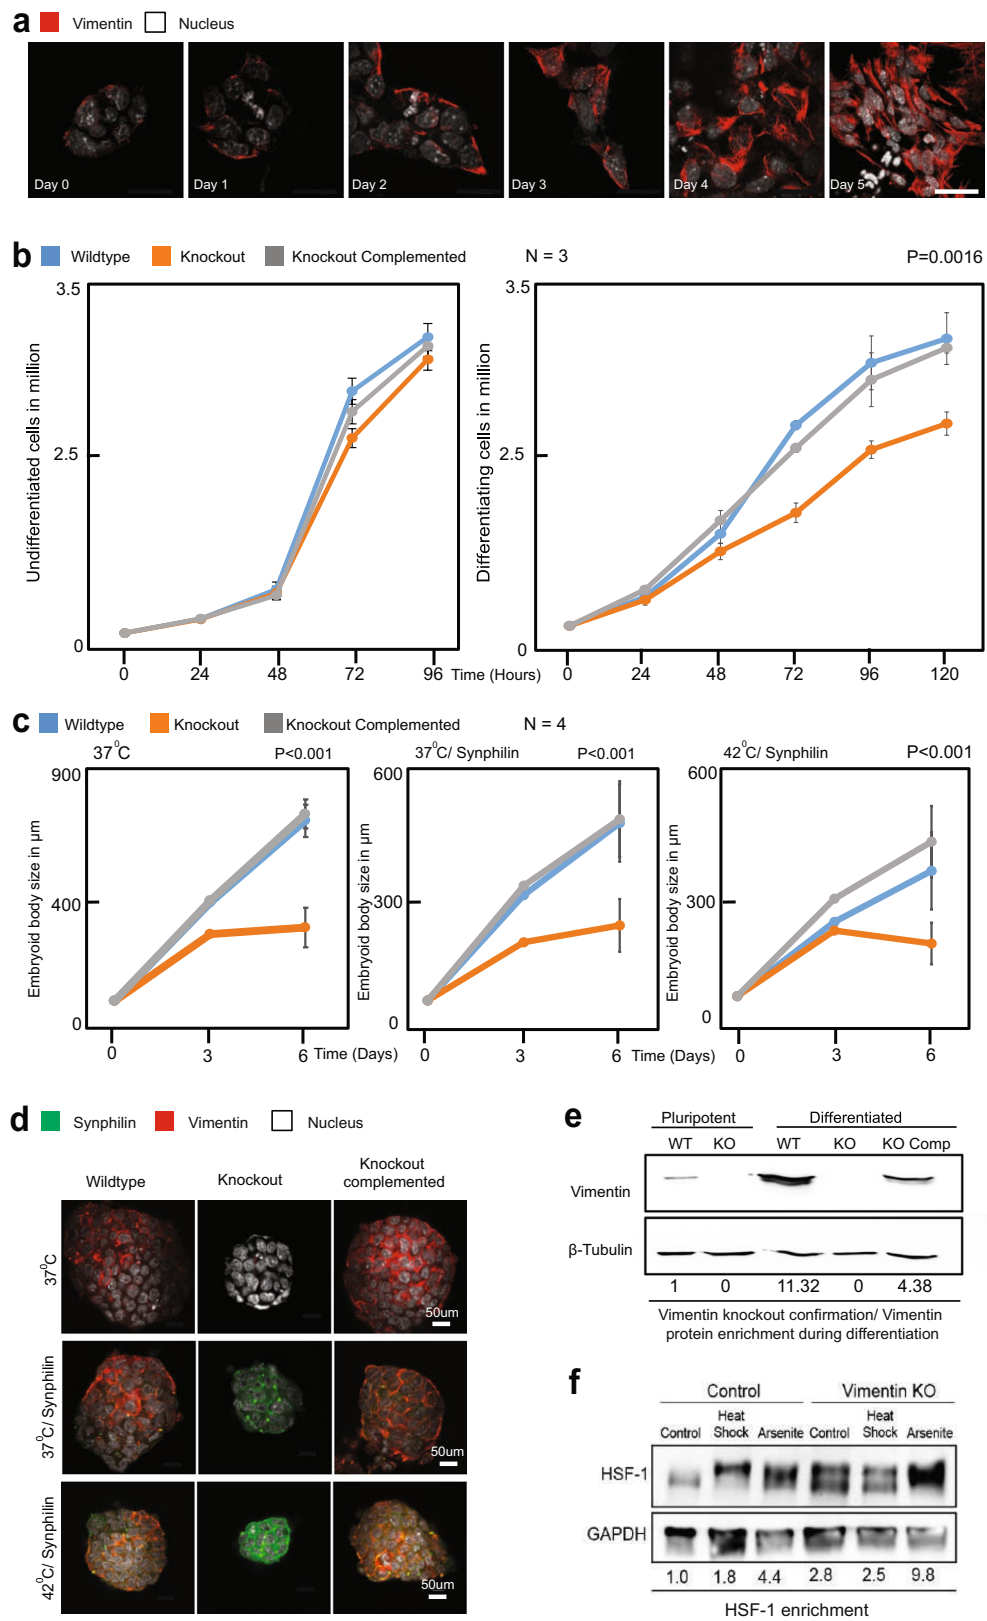 a Vimentin Nucleus
Day 0 Day 1 Day 2 Day 3 Day 4 Day 5
b Wildtype Knockout Knockout Complemented N = 3 P=0.0016
3.5
2.5
0
Undifferentiated cells in million
0 24 48 72 96 Time (Hours)
3.5
2.5
0
Differentiating cells in million
0 24 48 72 96 120
c Wildtype Knockout Knockout Complemented N = 4
37⁰C P<0.001
900
400
0
Embryoid body size in µm
0 3 6 Time (Days)
37⁰C/ Synphilin P<0.001
600
300
0
Embryoid body size in µm
0 3 6 Time (Days)
42⁰C/ Synphilin P<0.001
600
300
0
Embryoid body size in µm
0 3 6
d Synphilin Vimentin Nucleus
Wildtype Knockout Knockout
complemented
37⁰C
50um
37⁰C/ Synphilin
50um
42⁰C/ Synphilin
50um
e Pluripotent Differentiated
WT KO WT KO KO Comp
Vimentin
β-Tubulin
1 0 11.32 0 4.38
Vimentin knockout confirmation/ Vimentin
protein enrichment during differentiation
f Control Vimentin KO
Control Heat Shock Arsenite Control Heat Shock Arsenite
HSF-1
GAPDH
1.0 1.8 4.4 2.8 2.5 9.8
HSF-1 enrichment